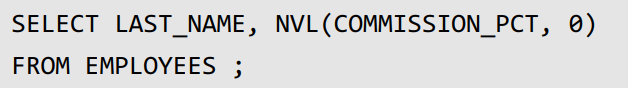 SELECT LAST_NAME, NVL(COMMISSION_PCT, 0)
FROM EMPLOYEES ;